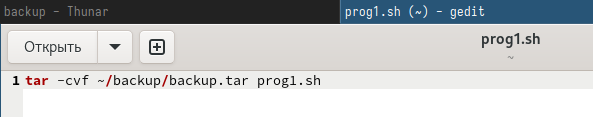 backup – Thunar
prog1.sh (~) – gedit
Открыть
prog1.sh
~
1 tar -cvf ~/backup/backup.tar prog1.sh